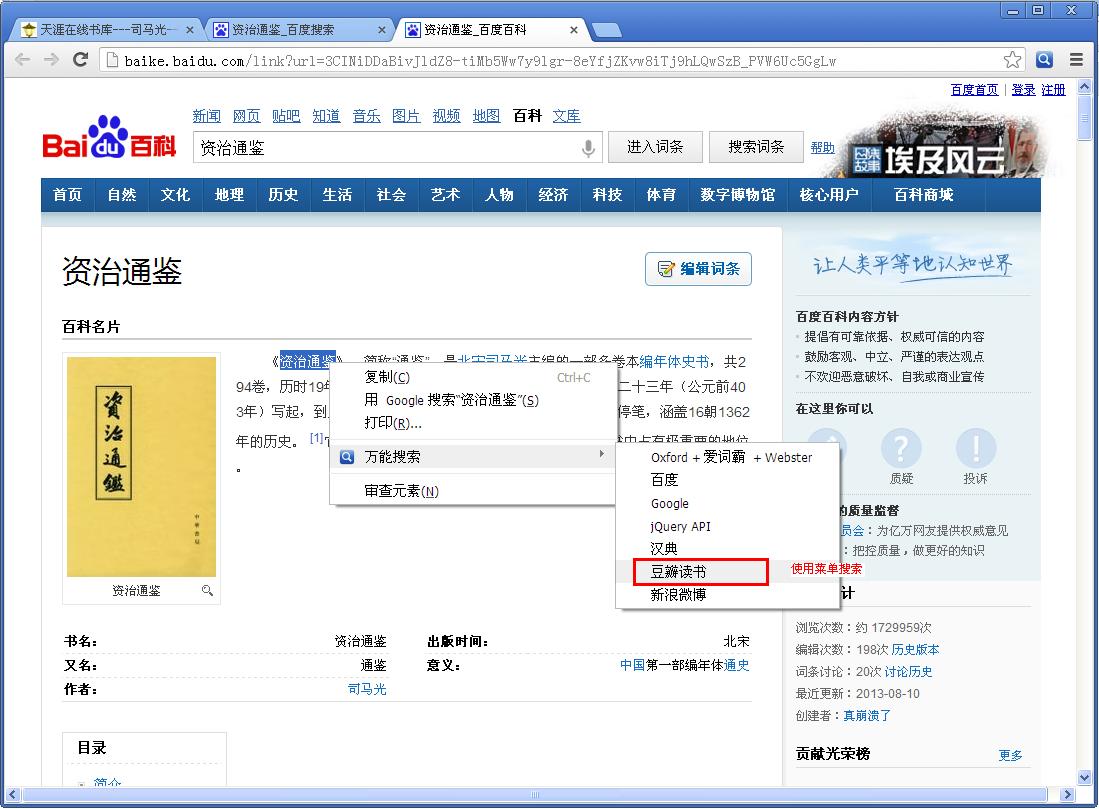 天涯在线书库---司马光-
资治通鉴_百度搜索
资治通鉴_百度百科
baike.baidu.com/link?url=3CINiDDaBivJldZ8-tiMb5Ww7y9lgr-8eYfjZKvw8iTj9hLQwSzB_PVW6Uc5GgLw
百度首页 | 登录 注册
新闻 网页 贴吧 知道 音乐 图片 视频 地图 百科 文库
Baidu百科
资治通鉴
进入词条
搜索词条
帮助
图集故事 埃及风云
首页 自然 文化 地理 历史 生活 社会 艺术 人物 经济 科技 体育 数字博物馆 核心用户 百科商城
资治通鉴
编辑词条
让人类平等地认知世界
百科名片
百度百科内容方针
提倡有可靠依据、权威可信的内容
鼓励客观、中立、严谨的表达观点
不欢迎恶意破坏、自我或商业宣传
在这里你可以
質疑
投诉
《资治通鉴》，简称“通鉴”，是北宋司马光主编的一部多卷本编年体史书，共2
94卷，历时19年
二十三年（公元前40
3年）写起，到
停笔，涵盖16朝1362
年的历史。 [1]
中占有极重要的地位
。
資治通鑑
中華書局
资治通鉴
复制(C) Ctrl+C
用 Google 搜索“资治通鉴”(S)
打印(R)...
万能搜索
审查元素(N)
Oxford + 爱词霸 + Webster
百度
Google
jQuery API
汉典
豆瓣读书
新浪微博
使用菜单搜索
的质量监督
员会：为亿万网友提供权威意见
：把控质量，做更好的知识
计
浏览次数：约 1729959次
编辑次数：198次 历史版本
词条讨论：20次 讨论历史
最近更新：2013-08-10
创建者：真崩溃了
贡献光荣榜 更多
书名： 资治通鉴 出版时间： 北宋
又名： 通鉴 意义： 中国第一部编年体通史
作者： 司马光
目录
简介